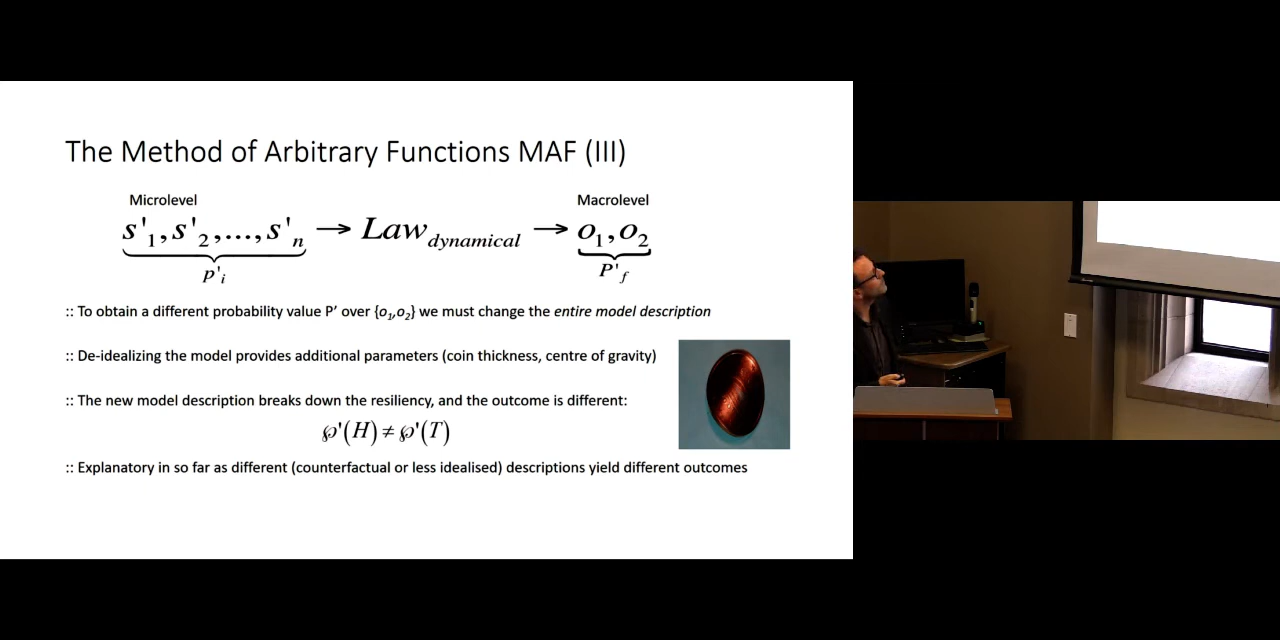 The Method of Arbitrary Functions MAF (III)
Microlevel Macrolevel
s'₁,s'₂,...,s'ₙ → Law_dynamical → o₁,o₂
p'ᵢ P'_f
:: To obtain a different probability value P' over {o₁,o₂} we must change the entire model description
:: De-idealizing the model provides additional parameters (coin thickness, centre of gravity)
:: The new model description breaks down the resiliency, and the outcome is different:
℘'(H) ≠ ℘'(T)
:: Explanatory in so far as different (counterfactual or less idealised) descriptions yield different outcomes